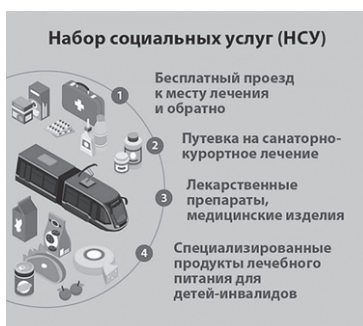 Набор социальных услуг (НСУ)
1
Бесплатный проезд
к месту лечения
и обратно
2
Путевка на санаторно-
курортное лечение
3
Лекарственные
препараты,
медицинские изделия
4
Специализированные
продукты лечебного
питания для
детей-инвалидов